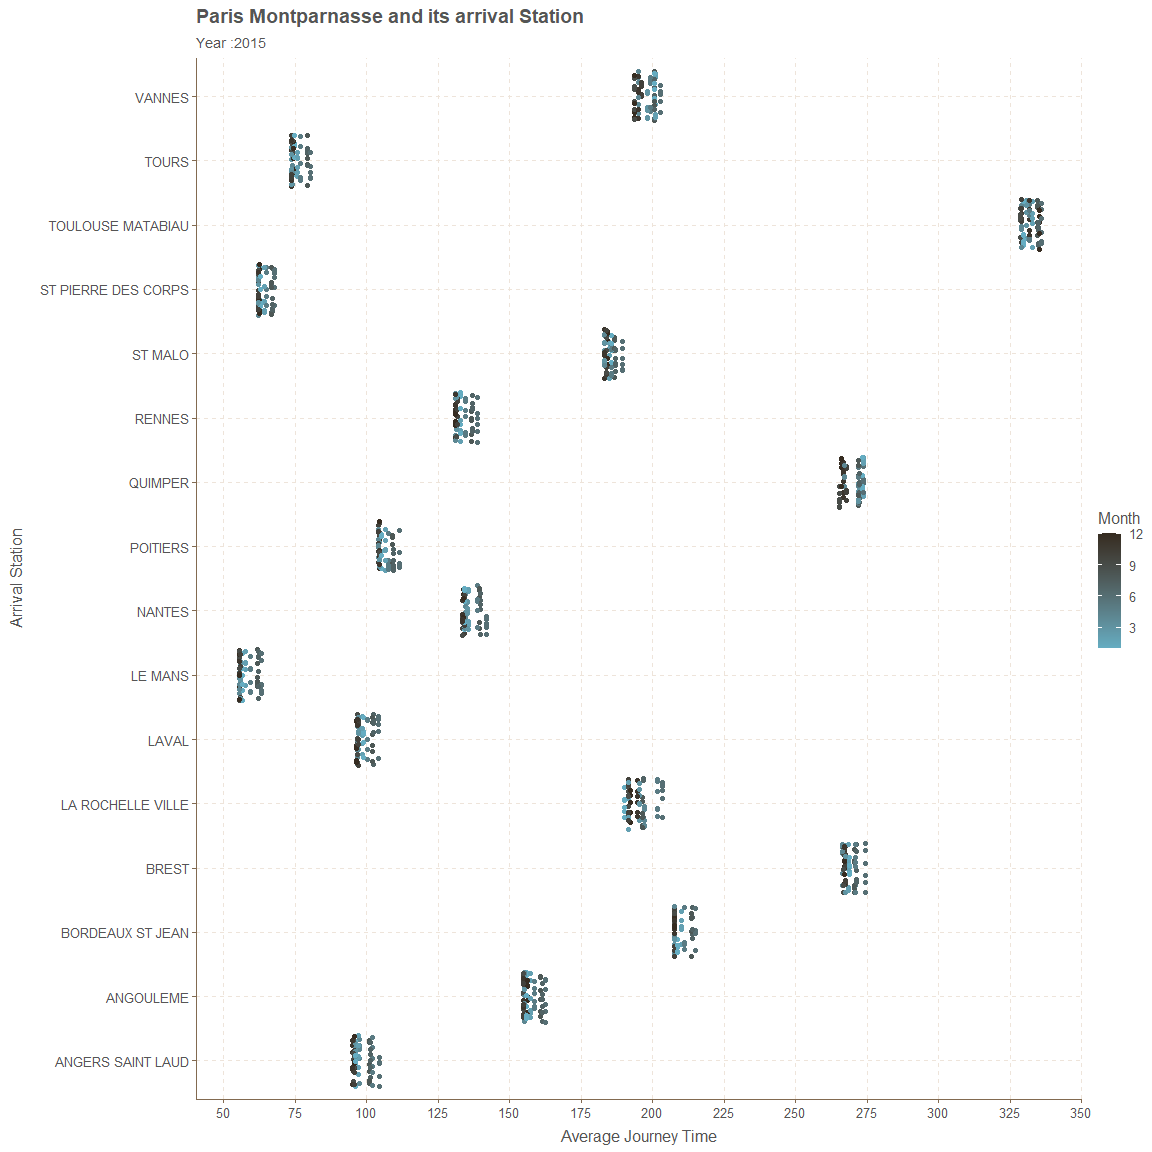 Paris Montparnasse and its arrival Station
Year :2015
VANNES
TOURS
TOULOUSE MATABIAU
ST PIERRE DES CORPS
ST MALO
RENNES
QUIMPER
POITIERS
NANTES
LE MANS
LAVAL
LA ROCHELLE VILLE
BREST
BORDEAUX ST JEAN
ANGOULEME
ANGERS SAINT LAUD
Arrival Station
50 75 100 125 150 175 200 225 250 275 300 325 350
Average Journey Time
Month
12
9
6
3